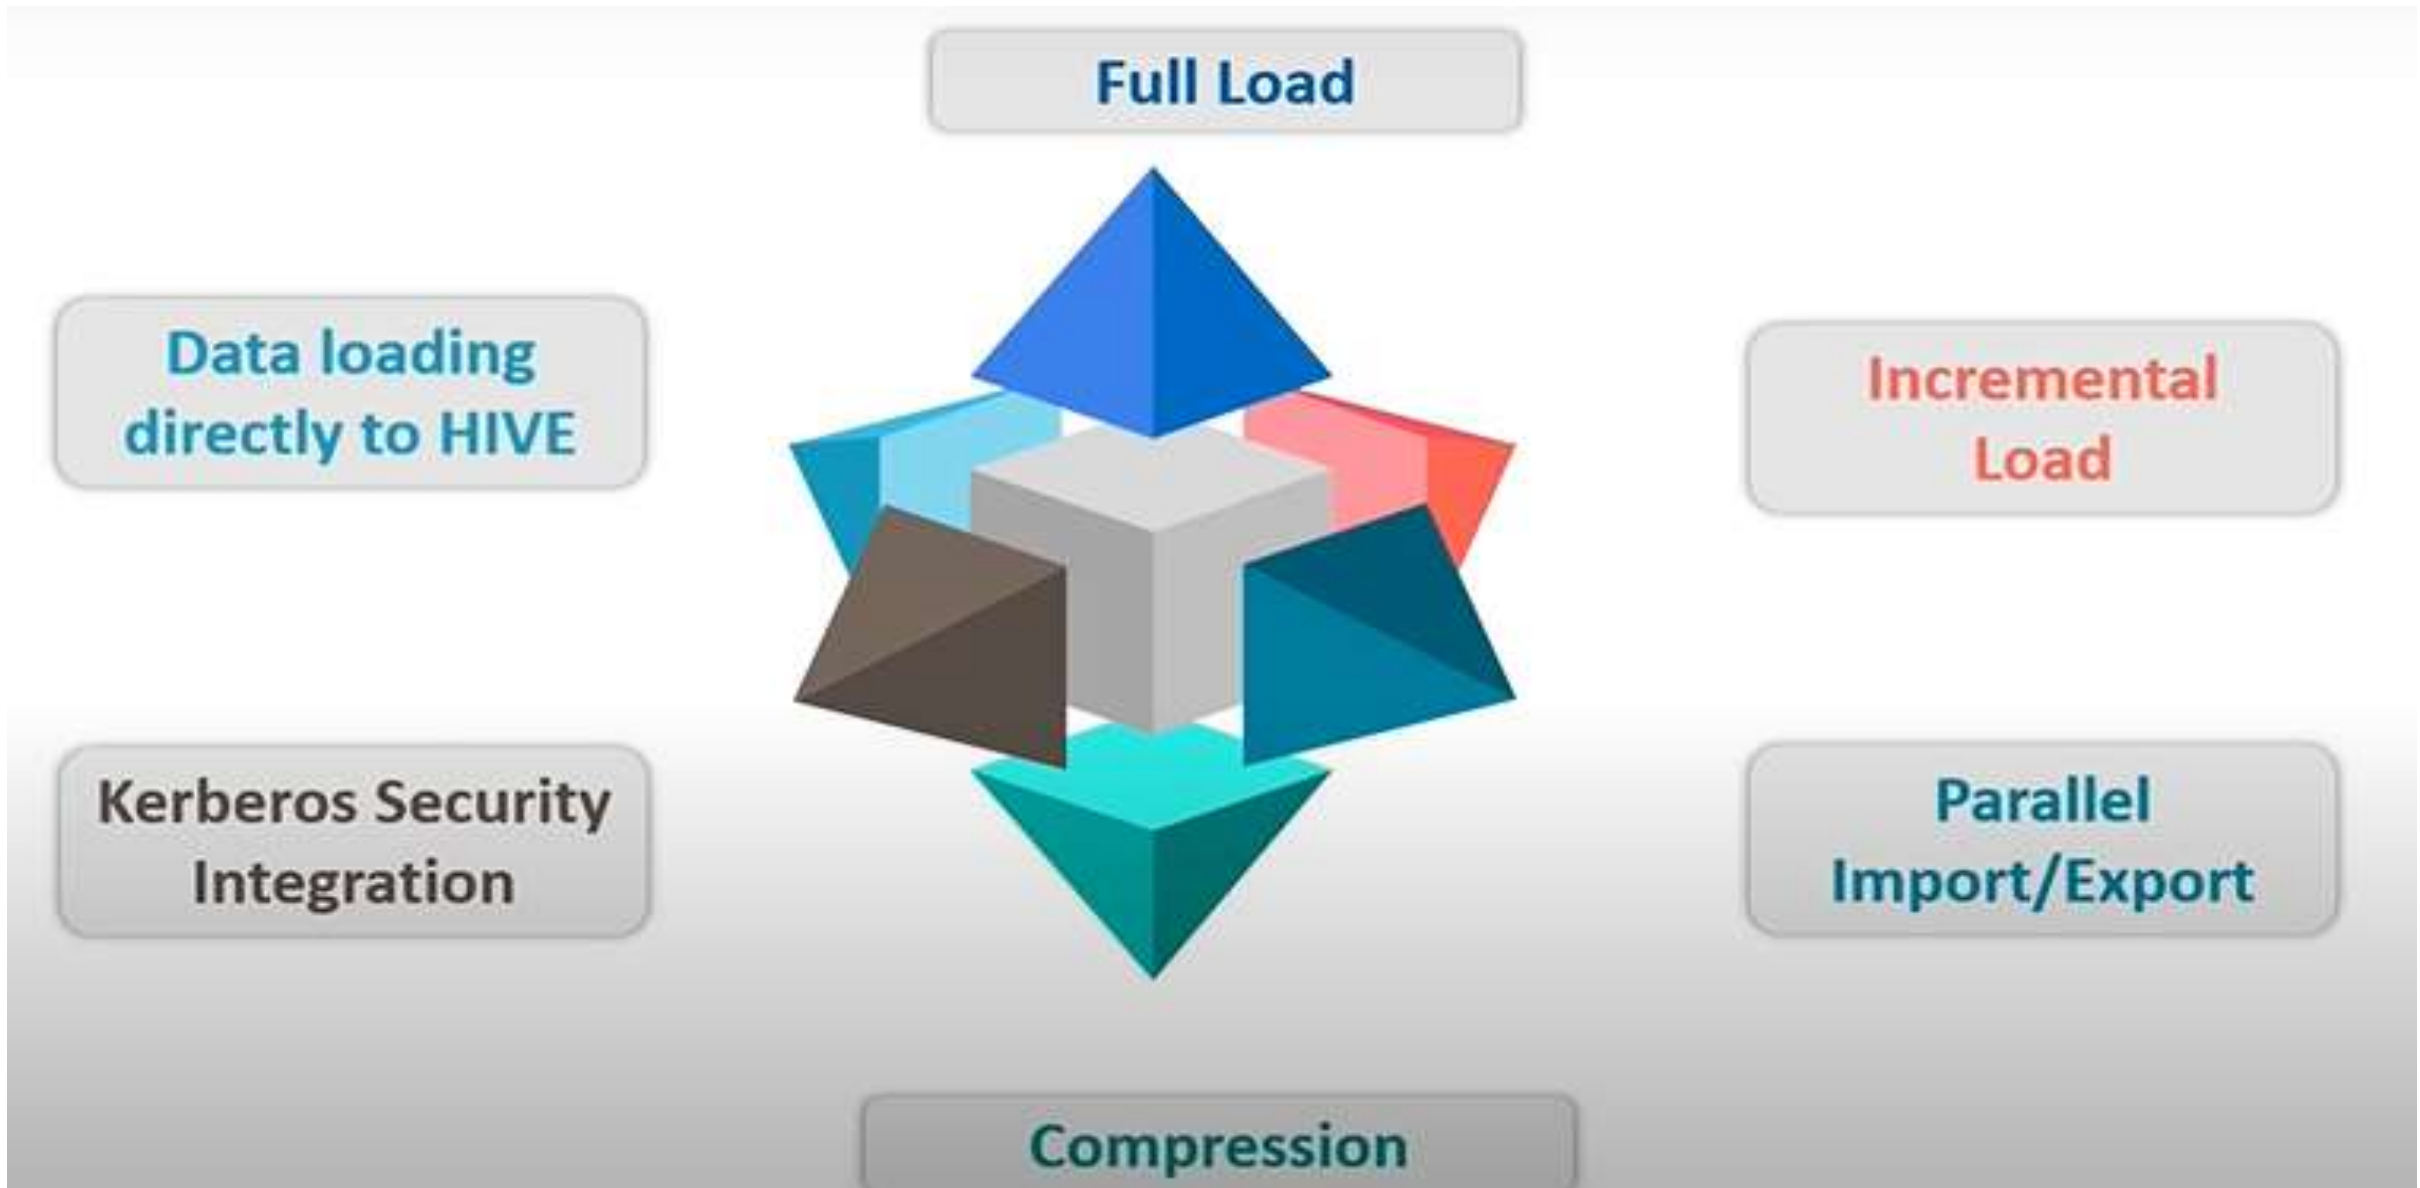 Full Load
Data loading
directly to HIVE
Incremental
Load
Kerberos Security
Integration
Parallel
Import/Export
Compression